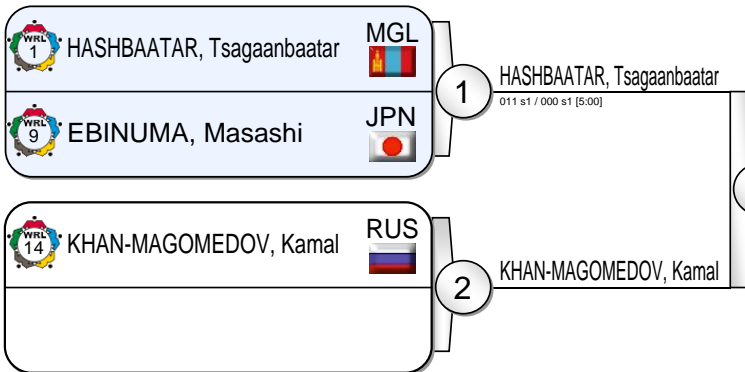 WRL
1
HASHBAATAR, Tsagaanbaatar
MGL
WRL
9
EBINUMA, Masashi
JPN
1
HASHBAATAR, Tsagaanbaatar
011 s1 / 000 s1 [5:00]
WRL
14
KHAN-MAGOMEDOV, Kamal
RUS
2
KHAN-MAGOMEDOV, Kamal